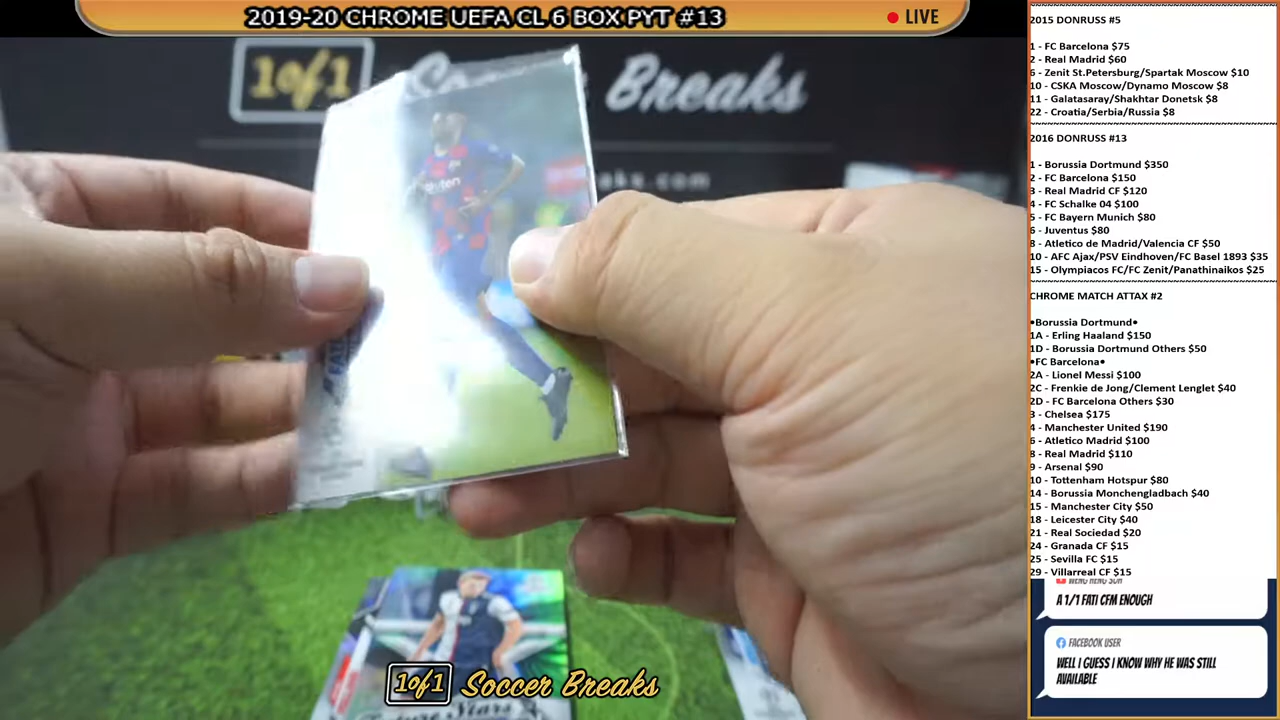 2019-20 CHROME UEFA CL 6 BOX PYT #13
LIVE
1of1 Soccer Breaks
2015 DONRUSS #5
1 - FC Barcelona $75
2 - Real Madrid $60
6 - Zenit St.Petersburg/Spartak Moscow $10
10 - CSKA Moscow/Dynamo Moscow $8
11 - Galatasaray/Shakhtar Donetsk $8
22 - Croatia/Serbia/Russia $8
2016 DONRUSS #13
1 - Borussia Dortmund $350
2 - FC Barcelona $150
3 - Real Madrid CF $120
4 - FC Schalke 04 $100
5 - FC Bayern Munich $80
6 - Juventus $80
8 - Atletico de Madrid/Valencia CF $50
10 - AFC Ajax/PSV Eindhoven/FC Basel 1893 $35
15 - Olympiacos FC/FC Zenit/Panathinaikos $25
CHROME MATCH ATTAX #2
•Borussia Dortmund•
1A - Erling Haaland $150
1D - Borussia Dortmund Others $50
•FC Barcelona•
2A - Lionel Messi $100
2C - Frenkie de Jong/Clement Lenglet $40
2D - FC Barcelona Others $30
3 - Chelsea $175
4 - Manchester United $190
6 - Atletico Madrid $100
8 - Real Madrid $110
9 - Arsenal $90
10 - Tottenham Hotspur $80
14 - Borussia Monchengladbach $40
15 - Manchester City $50
18 - Leicester City $40
21 - Real Sociedad $20
24 - Granada CF $15
25 - Sevilla FC $15
29 - Villarreal CF $15
WENG HENG SOH
A 1/1 FATI CFM ENOUGH
FACEBOOK USER
WELL I GUESS I KNOW WHY HE WAS STILL
AVAILABLE
Future Stars
1of1 Soccer Breaks